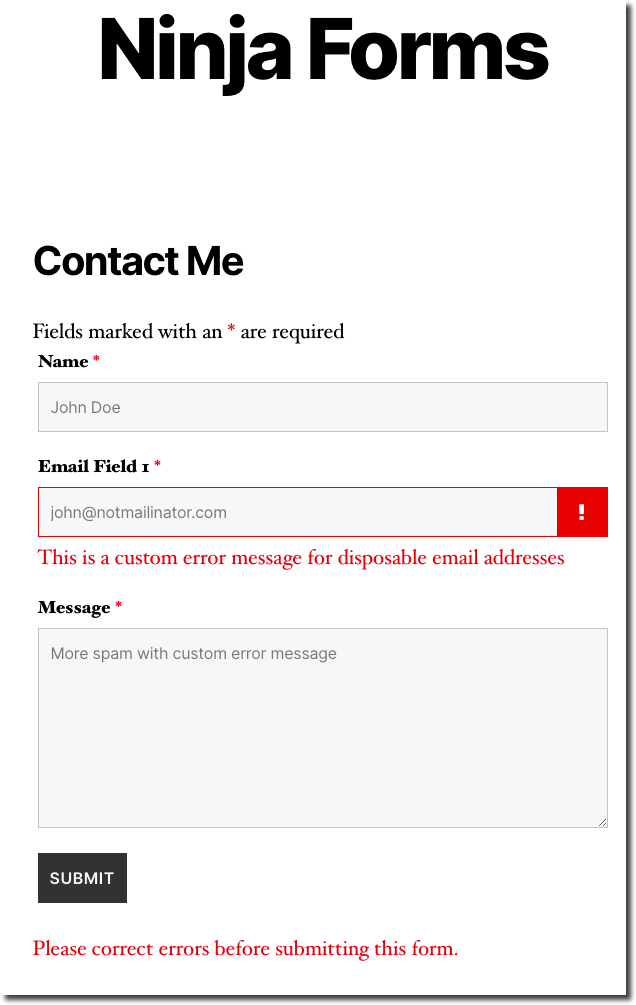 Ninja Forms
Contact Me
Fields marked with an * are required
Name *
John Doe
Email Field 1 *
john@notmailinator.com
!
This is a custom error message for disposable email addresses
Message *
More spam with custom error message
SUBMIT
Please correct errors before submitting this form.